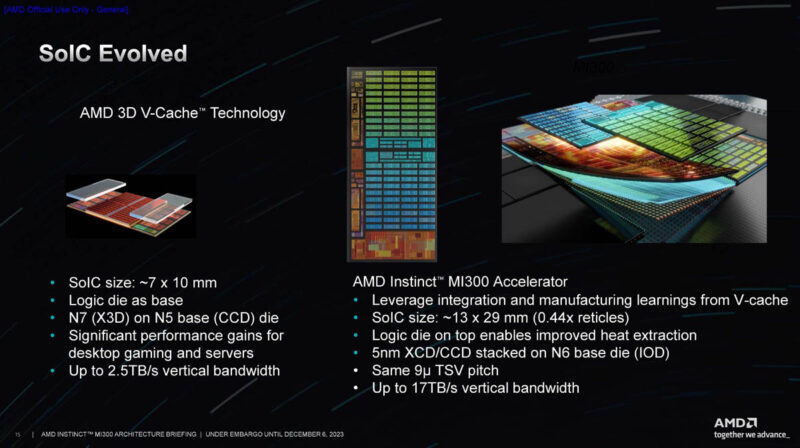 [AMD Official Use Only - General]
SoIC Evolved
MI300
AMD 3D V-Cache™ Technology
• SoIC size: ~7 x 10 mm
• Logic die as base
• N7 (X3D) on N5 base (CCD) die
• Significant performance gains for
desktop gaming and servers
• Up to 2.5TB/s vertical bandwidth
AMD Instinct™ MI300 Accelerator
• Leverage integration and manufacturing learnings from V-cache
• SoIC size: ~13 x 29 mm (0.44x reticles)
• Logic die on top enables improved heat extraction
• 5nm XCD/CCD stacked on N6 base die (IOD)
• Same 9µ TSV pitch
• Up to 17TB/s vertical bandwidth
15 | AMD INSTINCT™ MI300 ARCHITECTURE BRIEFING | UNDER EMBARGO UNTIL DECEMBER 6, 2023
AMD
together we advance_